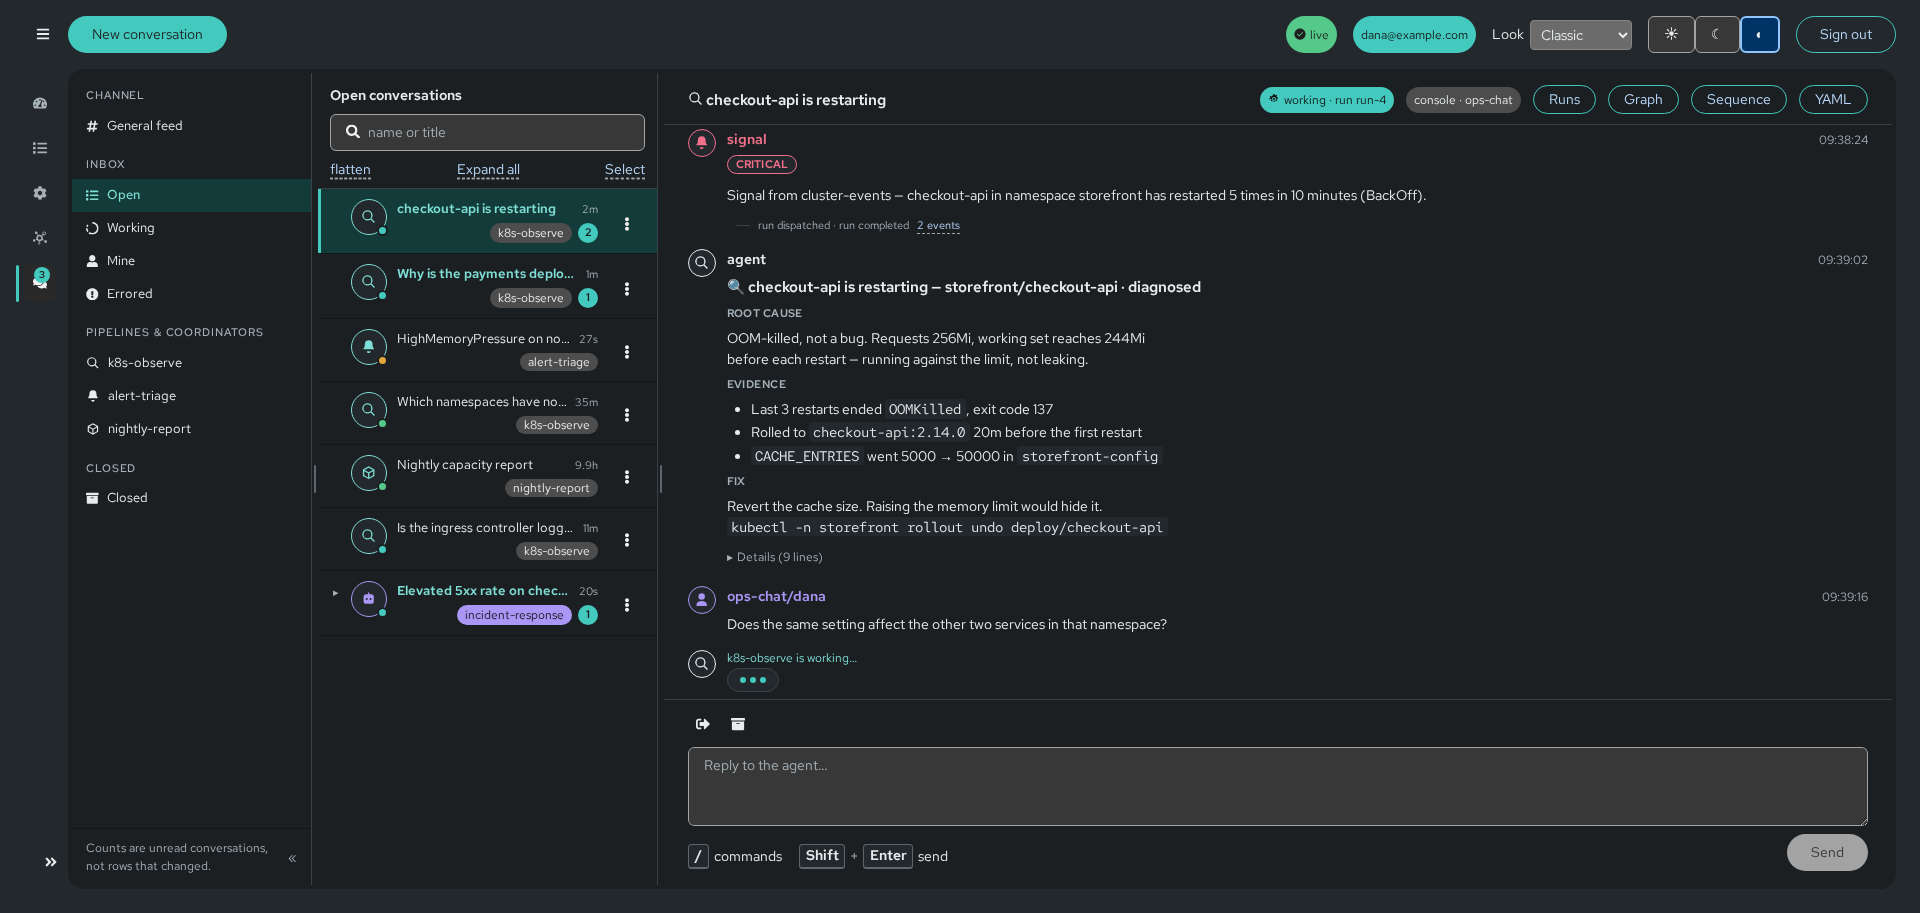 New conversation
live
dana@example.com
Look
Classic
Sign out
3
CHANNEL
General feed
INBOX
Open
Working
Mine
Errored
PIPELINES & COORDINATORS
k8s-observe
alert-triage
nightly-report
CLOSED
Closed
Counts are unread conversations,
not rows that changed.
Open conversations
name or title
flatten Expand all Select
checkout-api is restarting 2m
k8s-observe 2
Why is the payments deplo... 1m
k8s-observe 1
HighMemoryPressure on no... 27s
alert-triage
Which namespaces have no... 35m
k8s-observe
Nightly capacity report 9.9h
nightly-report
Is the ingress controller logg... 11m
k8s-observe
Elevated 5xx rate on chec... 20s
incident-response 1
checkout-api is restarting
working · run run-4
console · ops-chat
Runs
Graph
Sequence
YAML
signal 09:38:24
CRITICAL
Signal from cluster-events — checkout-api in namespace storefront has restarted 5 times in 10 minutes (BackOff).
run dispatched · run completed 2 events
agent 09:39:02
🔍 checkout-api is restarting — storefront/checkout-api · diagnosed
ROOT CAUSE
OOM-killed, not a bug. Requests 256Mi, working set reaches 244Mi
before each restart — running against the limit, not leaking.
EVIDENCE
• Last 3 restarts ended OOMKilled, exit code 137
• Rolled to checkout-api:2.14.0 20m before the first restart
• CACHE_ENTRIES went 5000 → 50000 in storefront-config
FIX
Revert the cache size. Raising the memory limit would hide it.
kubectl -n storefront rollout undo deploy/checkout-api
▸ Details (9 lines)
ops-chat/dana 09:39:16
Does the same setting affect the other two services in that namespace?
k8s-observe is working...
Reply to the agent...
/ commands Shift + Enter send
Send